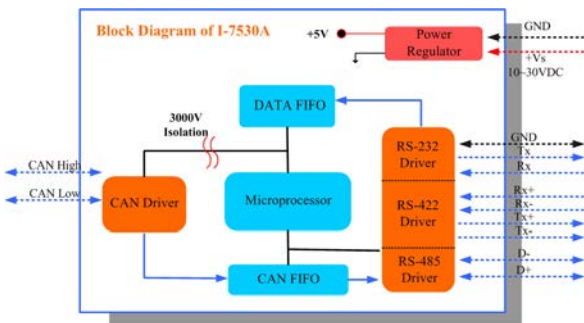 Block Diagram of I-7530A
+5V
Power
Regulator
GND
+Vs
10~30VDC
DATA FIFO
3000V
Isolation
CAN High
CAN Low
CAN Driver
Microprocessor
CAN FIFO
RS-232
Driver
RS-422
Driver
RS-485
Driver
GND
Tx
Rx
Rx+
Rx-
Tx+
Tx-
D-
D+